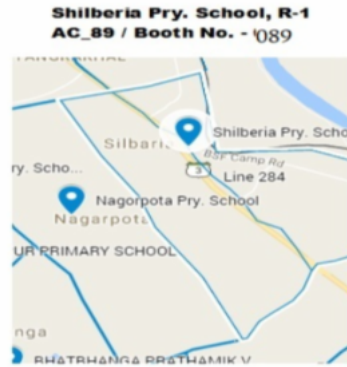 Shilberia Pry. School, R-1
AC_89 / Booth No. - '089
Silbari
Shilberia Pry. Scho
BSF Camp Rd
ry. Scho...
3
Line 284
Nagorpota Pry. School
Nagarpota
UR PRIMARY SCHOOL
nga
BHATBHANGA PRATHAMIK V